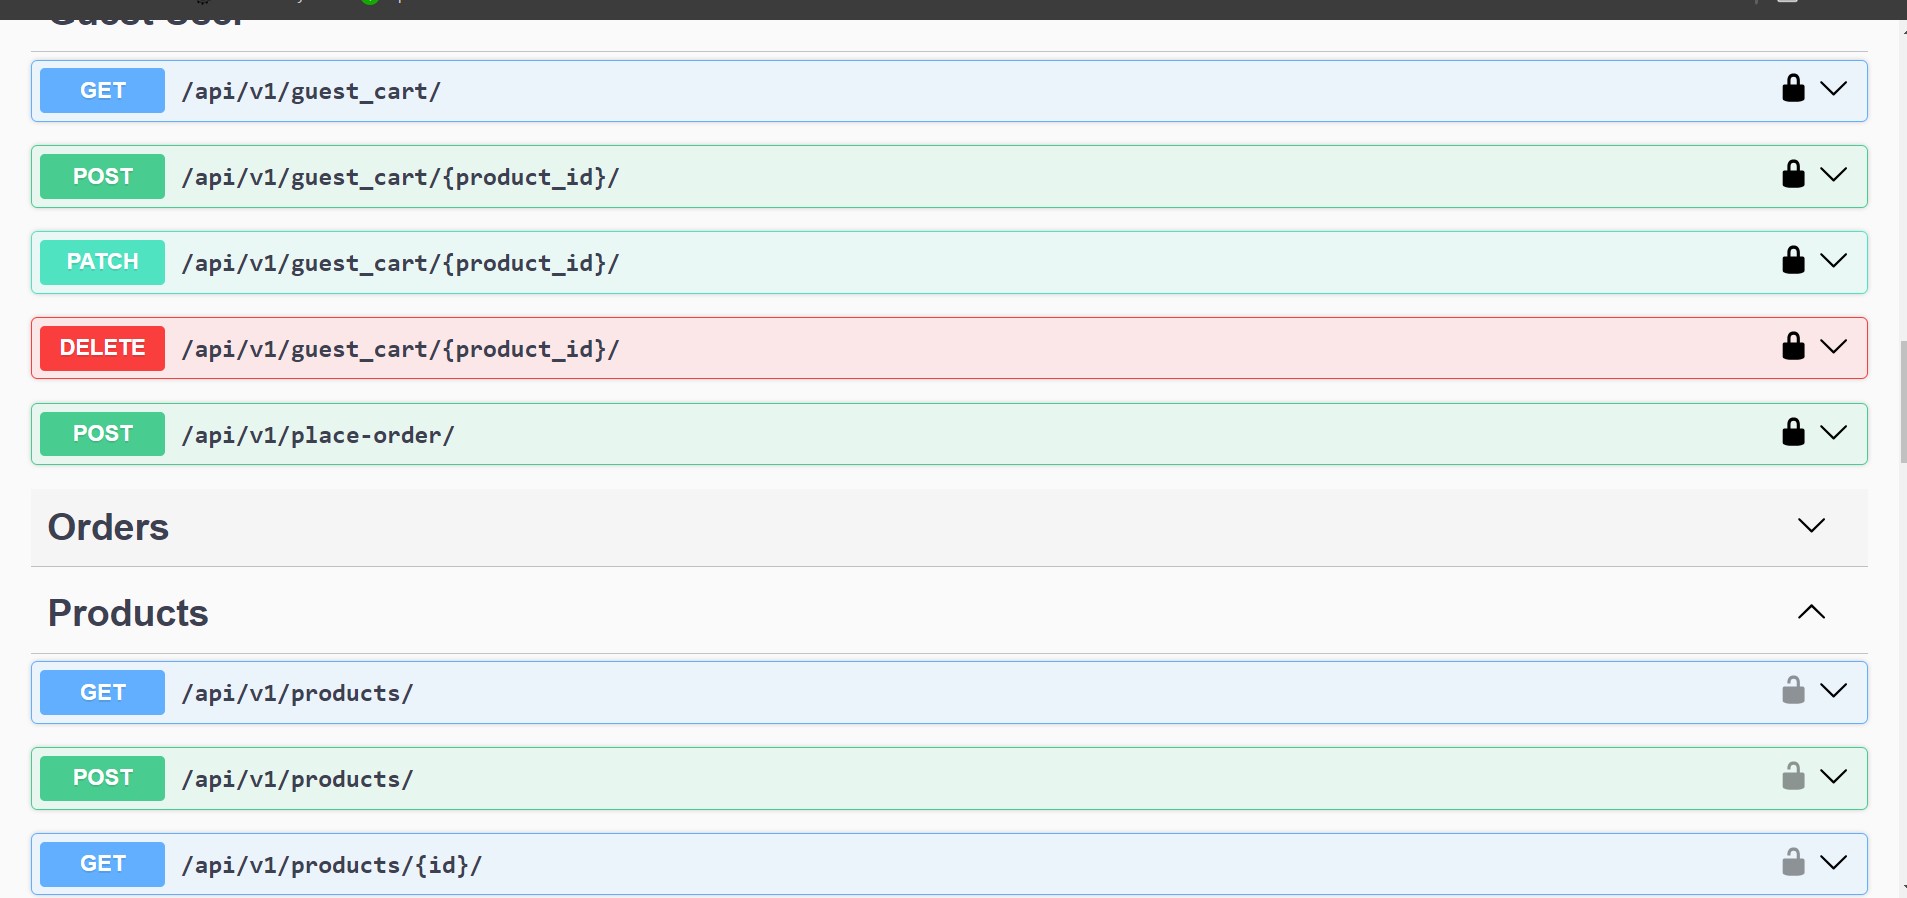 GET /api/v1/guest_cart/
POST /api/v1/guest_cart/{product_id}/
PATCH /api/v1/guest_cart/{product_id}/
DELETE /api/v1/guest_cart/{product_id}/
POST /api/v1/place-order/
Orders
Products
GET /api/v1/products/
POST /api/v1/products/
GET /api/v1/products/{id}/